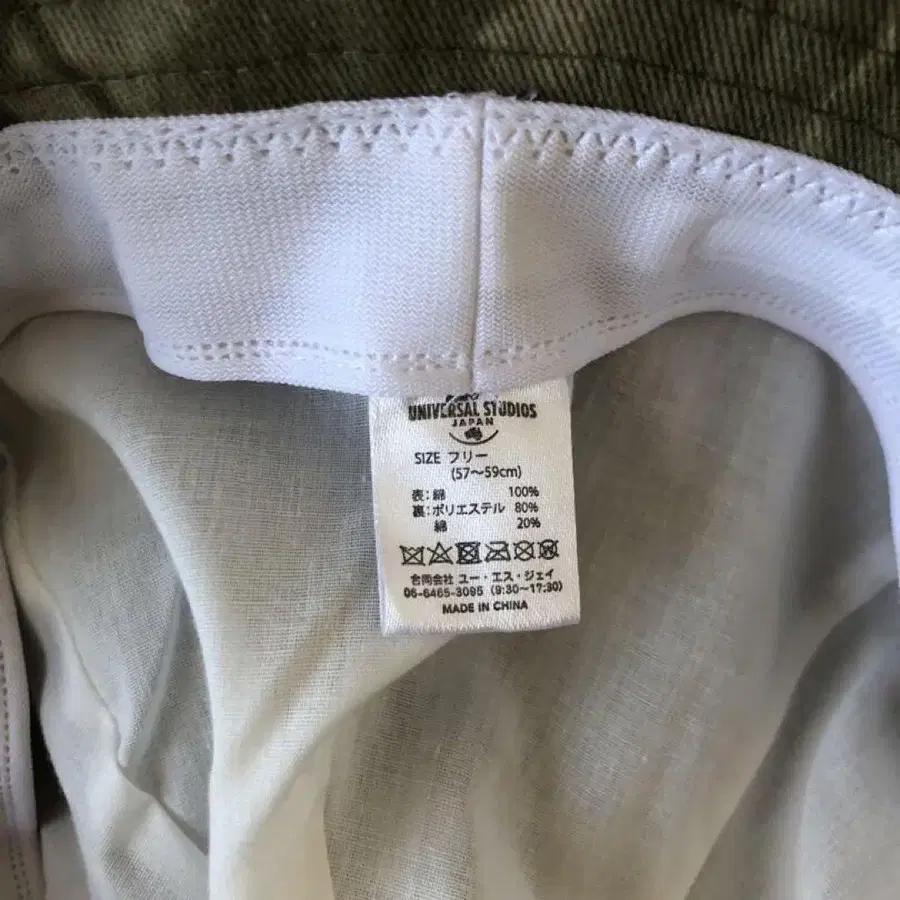 UNIVERSAL STUDIOS
JAPAN
SIZE フリー
(57～59cm)
表：綿 100%
裏：ポリエステル 80%
綿 20%
合同会社 ユー・エス・ジェイ
06-6465-3095 (9:30～17:30)
MADE IN CHINA